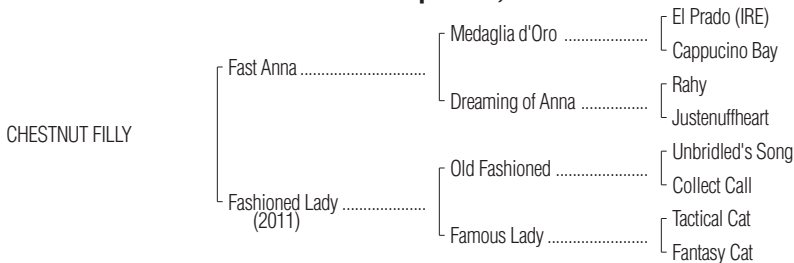 El Prado (IRE)
Medaglia d'Oro ....................
Cappucino Bay
Fast Anna ..............................
Rahy
Dreaming of Anna ................
Justenuffheart
CHESTNUT FILLY
Unbridled's Song
Old Fashioned ......................
Collect Call
Fashioned Lady ....................
(2011)
Tactical Cat
Famous Lady ........................
Fantasy Cat